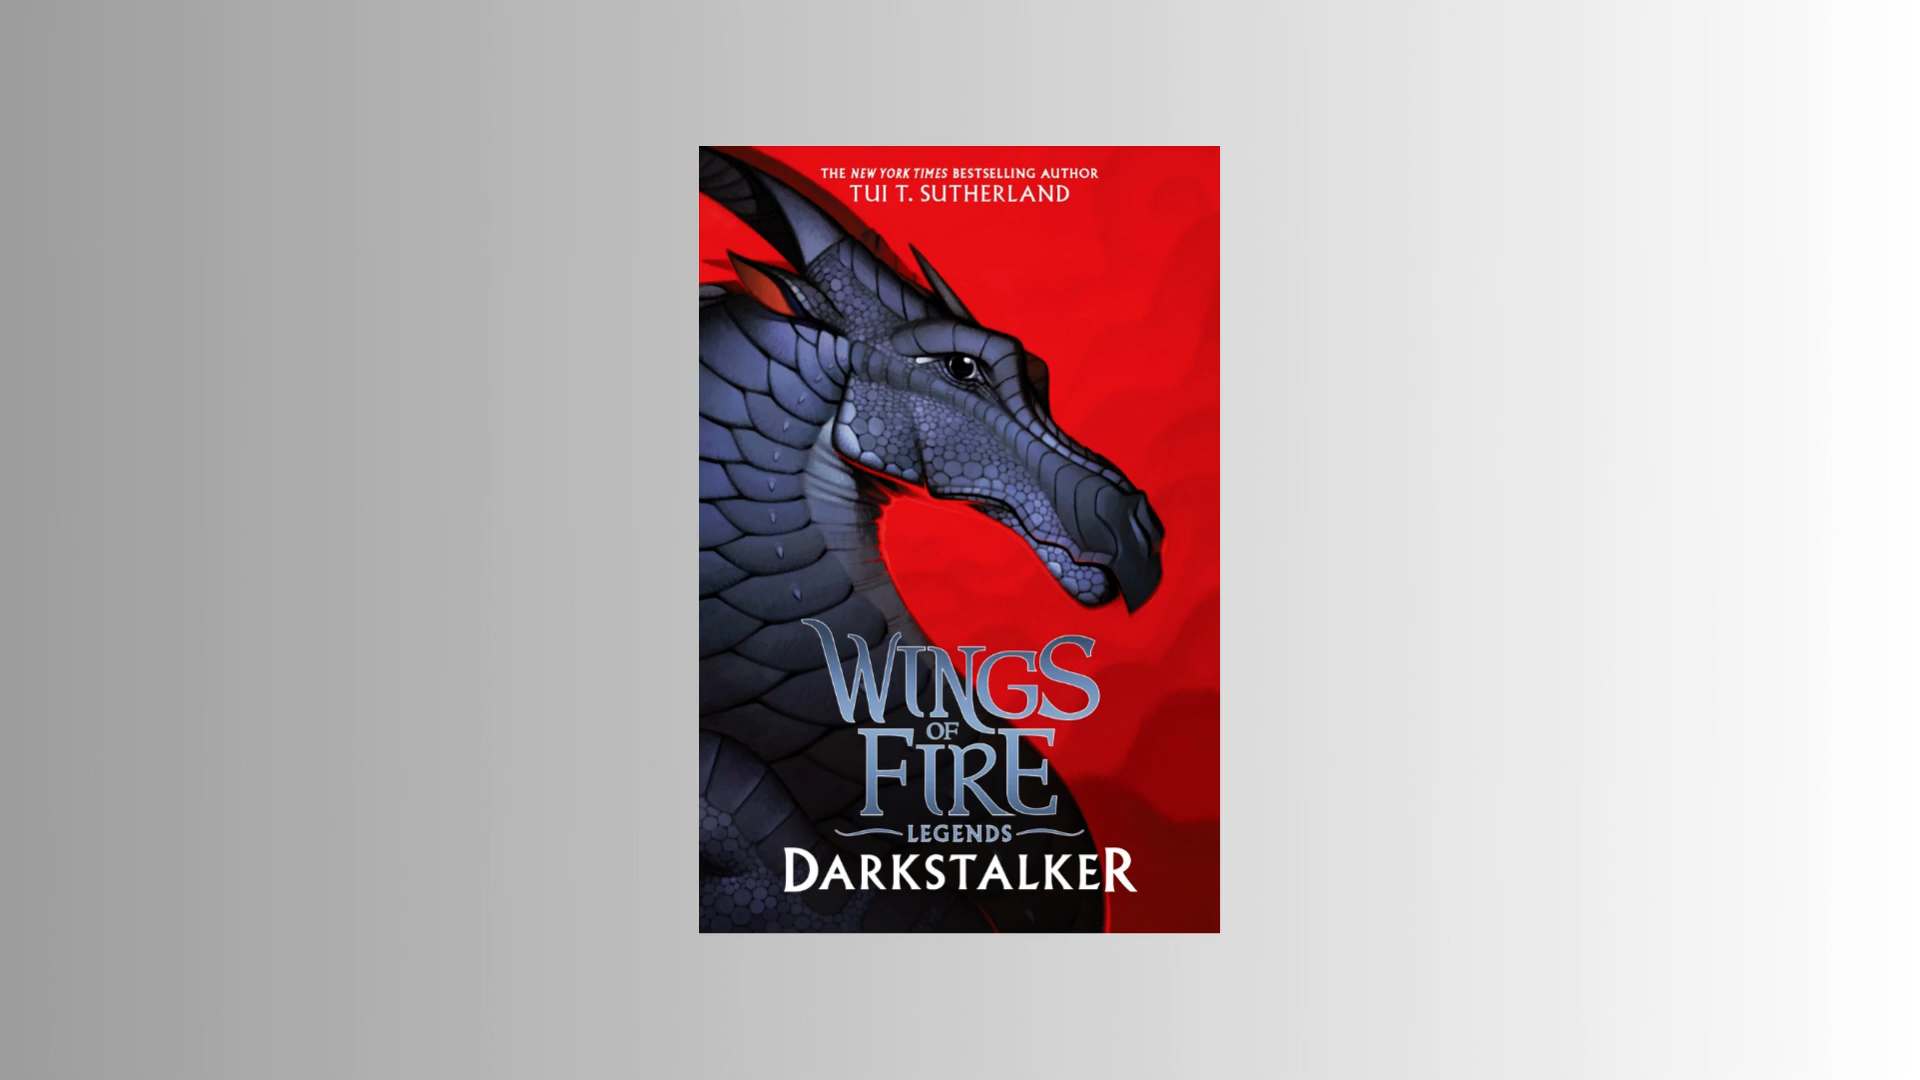 THE NEW YORK TIMES BESTSELLING AUTHOR
TUI T. SUTHERLAND
WINGS
OF
FIRE
LEGENDS
DARKSTALKER